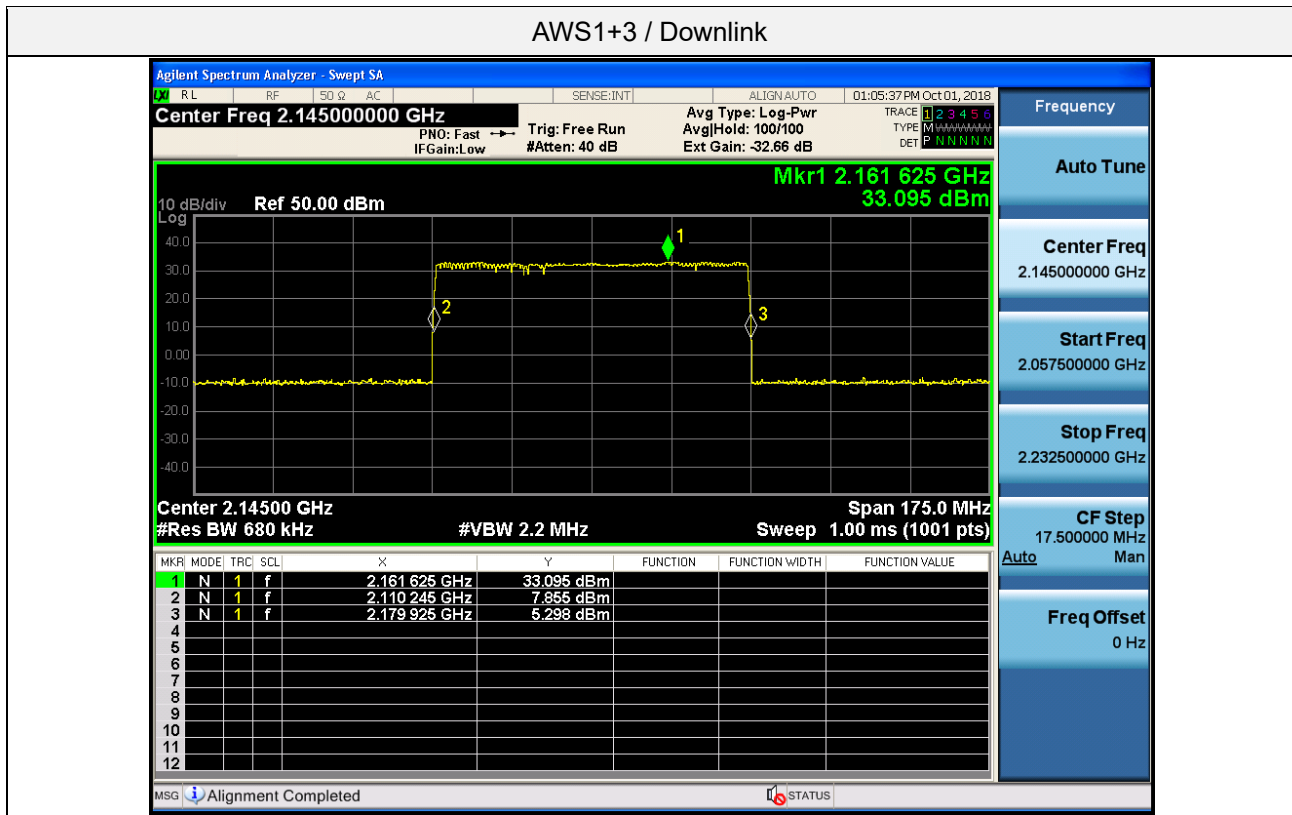 AWS1+3 / Downlink
Agilent Spectrum Analyzer - Swept SA
LXI RL RF 50 Ω AC SENSE:INT ALIGN AUTO 01:05:37 PM Oct 01, 2018
Center Freq 2.145000000 GHz
PNO: Fast
IFGain:Low
Trig: Free Run
#Atten: 40 dB
Avg Type: Log-Pwr
Avg|Hold: 100/100
Ext Gain: -32.66 dB
TRACE 1 2 3 4 5 6
TYPE M WWWWW
DET P N N N N N
Mkr1 2.161 625 GHz
33.095 dBm
10 dB/div Ref 50.00 dBm
Log
40.0
30.0
20.0
10.0
0.00
-10.0
-20.0
-30.0
-40.0
1
2
3
Center 2.14500 GHz Span 175.0 MHz
#Res BW 680 kHz #VBW 2.2 MHz Sweep 1.00 ms (1001 pts)
MKR MODE TRC SCL X Y FUNCTION FUNCTION WIDTH FUNCTION VALUE
1 N 1 f 2.161 625 GHz 33.095 dBm
2 N 1 f 2.110 245 GHz 7.855 dBm
3 N 1 f 2.179 925 GHz 5.298 dBm
4
5
6
7
8
9
10
11
12
MSG Alignment Completed STATUS
Frequency
Auto Tune
Center Freq
2.145000000 GHz
Start Freq
2.057500000 GHz
Stop Freq
2.232500000 GHz
CF Step
17.500000 MHz
Auto Man
Freq Offset
0 Hz